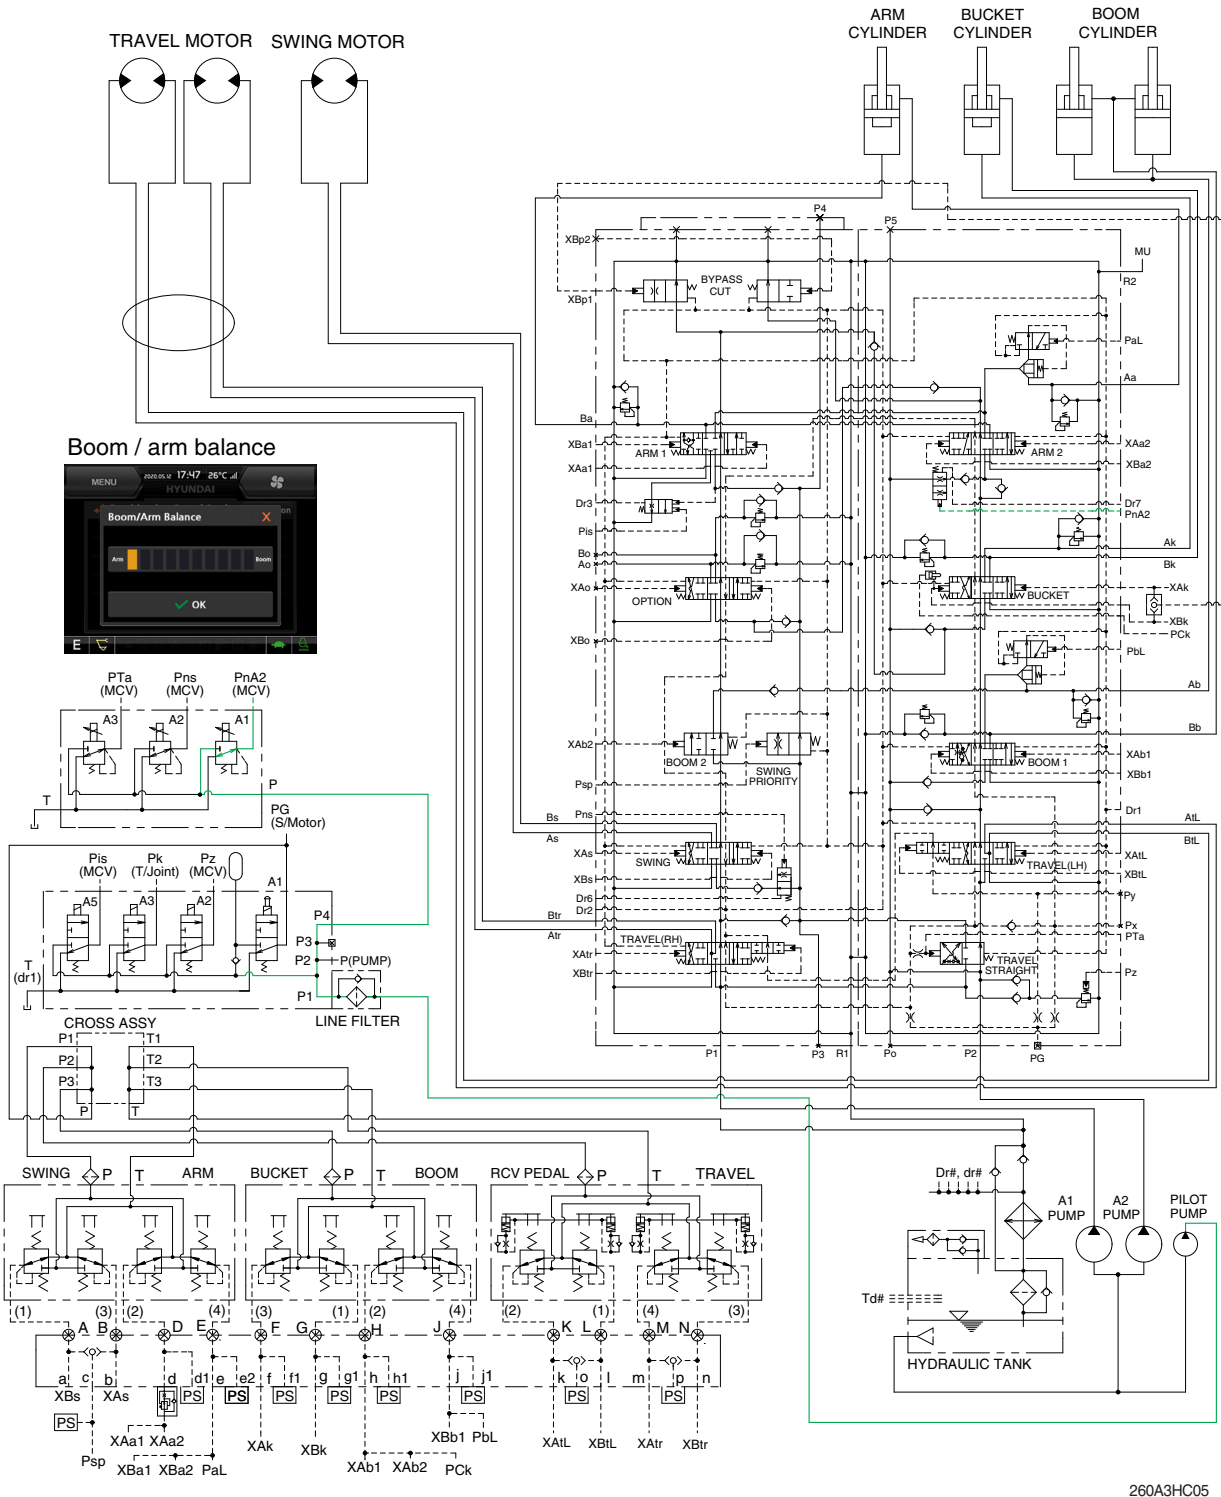 ARM CYLINDER
BUCKET CYLINDER
BOOM CYLINDER
TRAVEL MOTOR
SWING MOTOR
P4
P5
XBp2
MU
R2
BYPASS CUT
XBp1
PaL
Aa
Ba
XBa1
XAa1
ARM 1
ARM 2
XAa2
XBa2
Boom / arm balance
MENU
2020.05.12 17:47 26°C
HYUNDAI
Boom/Arm Balance X
Arm
Boom
OK
E
Dr3
Pis
Dr7
PnA2
Bo
Ao
Ak
Bk
XAo
OPTION
BUCKET
XAk
XBo
XBk
PCk
PbL
Ab
Bb
PTa (MCV)
Pns (MCV)
PnA2 (MCV)
A3
A2
A1
P
T
PG (S/Motor)
XAb2
BOOM 2
SWING PRIORITY
BOOM 1
XAb1
XBb1
Psp
Pns
Dr1
Bs
As
AtL
BtL
XAs
SWING
TRAVEL(LH)
XAtL
XBs
XBtL
Dr6
Dr2
Py
Pis (MCV)
Pk (T/Joint)
Pz (MCV)
A1
A5
A3
A2
P4
P3
P2
P(PUMP)
T (dr1)
P1
LINE FILTER
Btr
Atr
TRAVEL(RH)
Px
PTa
XAtr
XBtr
TRAVEL STRAIGHT
Pz
P1
P3
R1
Po
P2
PG
CROSS ASSY
P1
T1
P2
T2
P3
T3
P
T
SWING
P
T
ARM
BUCKET
P
T
BOOM
RCV PEDAL
P
T
TRAVEL
Dr#, dr#
A1 PUMP
A2 PUMP
PILOT PUMP
Td#
HYDRAULIC TANK
(1)
(3)
(2)
(4)
(3)
(1)
(2)
(4)
(2)
(1)
(4)
(3)
A
B
D
E
F
G
H
J
K
L
M
N
a
c
b
d
d1
e
e2
f
f1
g
g1
h
h1
j
j1
k
o
l
m
p
n
PS
PS
PS
PS
PS
PS
PS
PS
XBs
XAs
PS
Psp
XAa1
XAa2
XBa1
XBa2
PaL
XAk
XBk
XAb1
XAb2
PCk
XBb1
PbL
XAtL
XBtL
XAtr
XBtr
260A3HC05